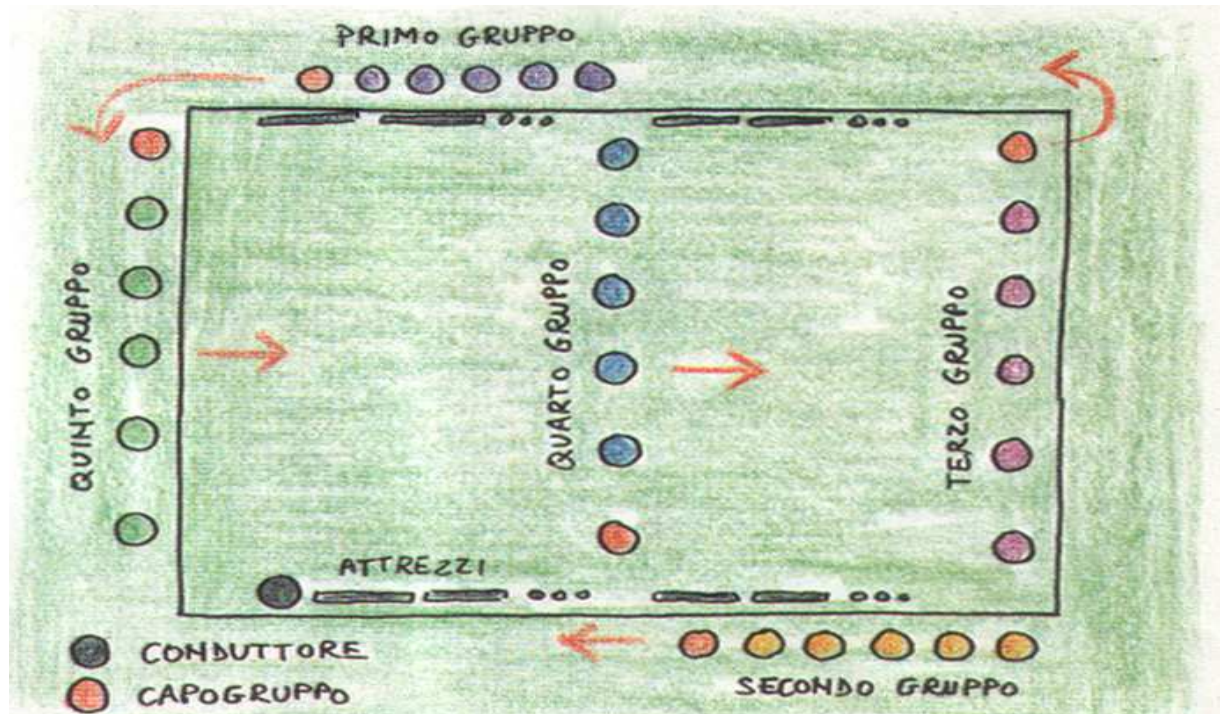 PRIMO GRUPPO
QUINTO GRUPPO
QUARTO GRUPPO
TERZO GRUPPO
ATTREZZI
CONDUTTORE
CAPOGRUPPO
SECONDO GRUPPO